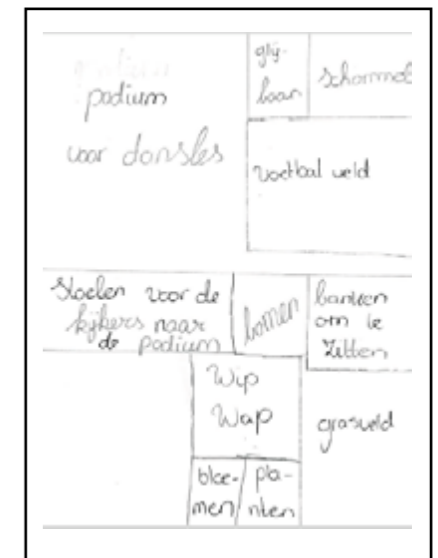 podium
voor dansles
glij-
baan
schommel
voetbal veld
stoelen voor de
kijkers naar
de podium
bomen
banken
om te
zitten
Wip
Wap
grasveld
bloe-
men
pla-
nten